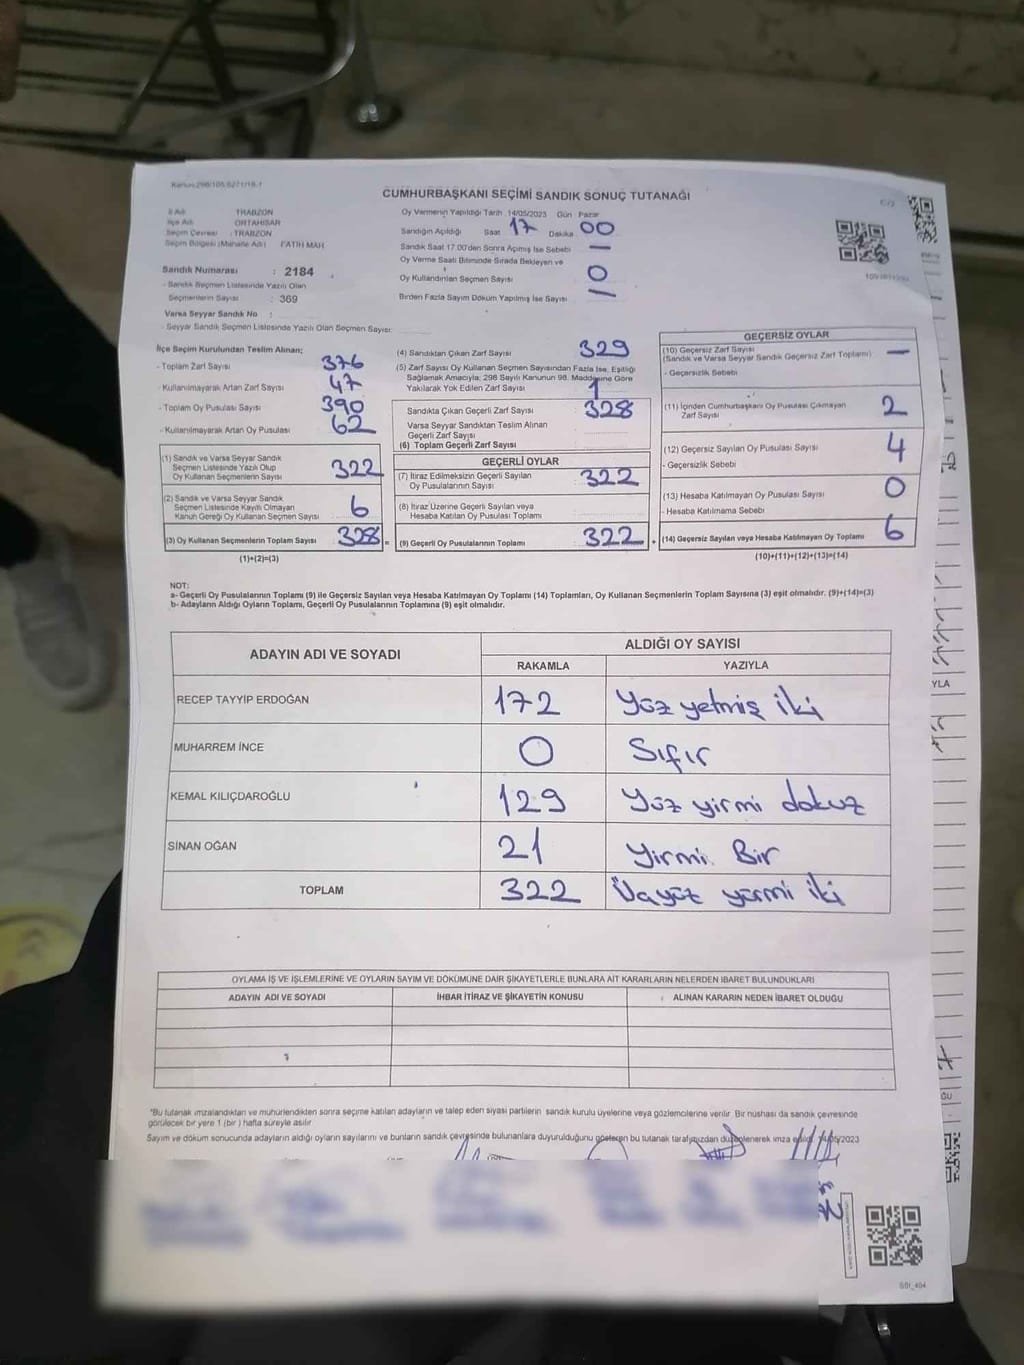 Kanun:298/105,6271/18-1
CUMHURBAŞKANI SEÇİMİ SANDIK SONUÇ TUTANAĞI
İl Adı TRABZON
İlçe Adı ORTAHİSAR
Seçim Çevresi : TRABZON
Seçim Bölgesi (Mahalle Adı) FATİH MAH
Sandık Numarası : 2184
- Sandık Seçmen Listesinde Yazılı Olan
Seçmenlerin Sayısı : 369
Varsa Seyyar Sandık No :
- Seyyar Sandık Seçmen Listesinde Yazılı Olan Seçmen Sayısı:
Oy Vermenin Yapıldığı Tarih 14/05/2023 Gün Pazar
Sandığın Açıldığı Saat 17 Dakika 00
Sandık Saat 17.00'den Sonra Açımış İse Sebebi —
Oy Verme Saati Bitiminde Sırada Bekleyen ve
Oy Kullandırılan Seçmen Sayısı 0
Birden Fazla Sayım Döküm Yapılmış İse Sayısı —
İlçe Seçim Kurulundan Teslim Alınan;
- Toplam Zarf Sayısı 376
- Kullanılmayarak Artan Zarf Sayısı 47
- Toplam Oy Pusulası Sayısı 390
- Kullanılmayarak Artan Oy Pusulası 62
(1) Sandık ve Varsa Seyyar Sandık
Seçmen Listesinde Yazılı Olup
Oy Kullanan Seçmenlerin Sayısı 322
(2) Sandık ve Varsa Seyyar Sandık
Seçmen Listesinde Kayıtlı Olmayan
Kanun Gereği Oy Kullanan Seçmen Sayısı 6
(3) Oy Kullanan Seçmenlerin Toplam Sayısı 328 =
(1)+(2)=(3)
(4) Sandıktan Çıkan Zarf Sayısı 329
(5) Zarf Sayısı Oy Kullanan Seçmen Sayısından Fazla İse, Eşitliği
Sağlamak Amacıyla; 298 Sayılı Kanunun 98. Maddesine Göre
Yakılarak Yok Edilen Zarf Sayısı 1
Sandıkta Çıkan Geçerli Zarf Sayısı 328
Varsa Seyyar Sandıktan Teslim Alınan
Geçerli Zarf Sayısı
(6) Toplam Geçerli Zarf Sayısı
GEÇERLİ OYLAR
(7) İtiraz Edilmeksizin Geçerli Sayılan
Oy Pusulalarının Sayısı 322
(8) İtiraz Üzerine Geçerli Sayılan veya
Hesaba Katılan Oy Pusulası Toplamı
(9) Geçerli Oy Pusulalarının Toplamı 322 +
GEÇERSİZ OYLAR
(10) Geçersiz Zarf Sayısı
(Sandık ve Varsa Seyyar Sandık Geçersiz Zarf Toplamı) —
- Geçersizlik Sebebi
(11) İçinden Cumhurbaşkanı Oy Pusulası Çıkmayan
Zarf Sayısı 2
(12) Geçersiz Sayılan Oy Pusulası Sayısı 4
- Geçersizlik Sebebi
(13) Hesaba Katılmayan Oy Pusulası Sayısı 0
- Hesaba Katılmama Sebebi
(14) Geçersiz Sayılan veya Hesaba Katılmayan Oy Toplamı 6
(10)+(11)+(12)+(13)=(14)
NOT:
a- Geçerli Oy Pusulalarının Toplamı (9) ile Geçersiz Sayılan veya Hesaba Katılmayan Oy Toplamı (14) Toplamları, Oy Kullanan Seçmenlerin Toplam Sayısına (3) eşit olmalıdır. (9)+(14)=(3)
b- Adayların Aldığı Oyların Toplamı, Geçerli Oy Pusulalarının Toplamına (9) eşit olmalıdır.
ADAYIN ADI VE SOYADI ALDIĞI OY SAYISI
RAKAMLA YAZIYLA
RECEP TAYYİP ERDOĞAN 172 Yüz yetmiş iki
MUHARREM İNCE 0 Sıfır
KEMAL KILIÇDAROĞLU 129 Yüz yirmi dokuz
SİNAN OĞAN 21 Yirmi Bir
TOPLAM 322 yirmi iki
OYLAMA İŞ VE İŞLEMLERİNE VE OYLARIN SAYIM VE DÖKÜMÜNE DAİR ŞİKAYETLERLE BUNLARA AİT KARARLARIN NELERDEN İBARET BULUNDUKLARI
ADAYIN ADI VE SOYADI İHBAR İTİRAZ VE ŞİKAYETİN KONUSU ALINAN KARARIN NEDEN İBARET OLDUĞU
*Bu tutanak imzalandıktan ve mühürlendikten sonra seçime katılan adayların ve talep eden siyasi partilerin sandık kurulu üyelerine veya gözlemcilerine verilir. Bir nüshası da sandık çevresinde
görülecek bir yere 1 (bir) hafta süreyle asılır
Sayım ve döküm sonucunda adayların aldığı oyların sayılarını ve bunların sandık çevresinde bulunanlara duyurulduğunu gösteren bu tutanak tarafımızdan düzenlenerek imza edildi. 14/05/2023
YLA